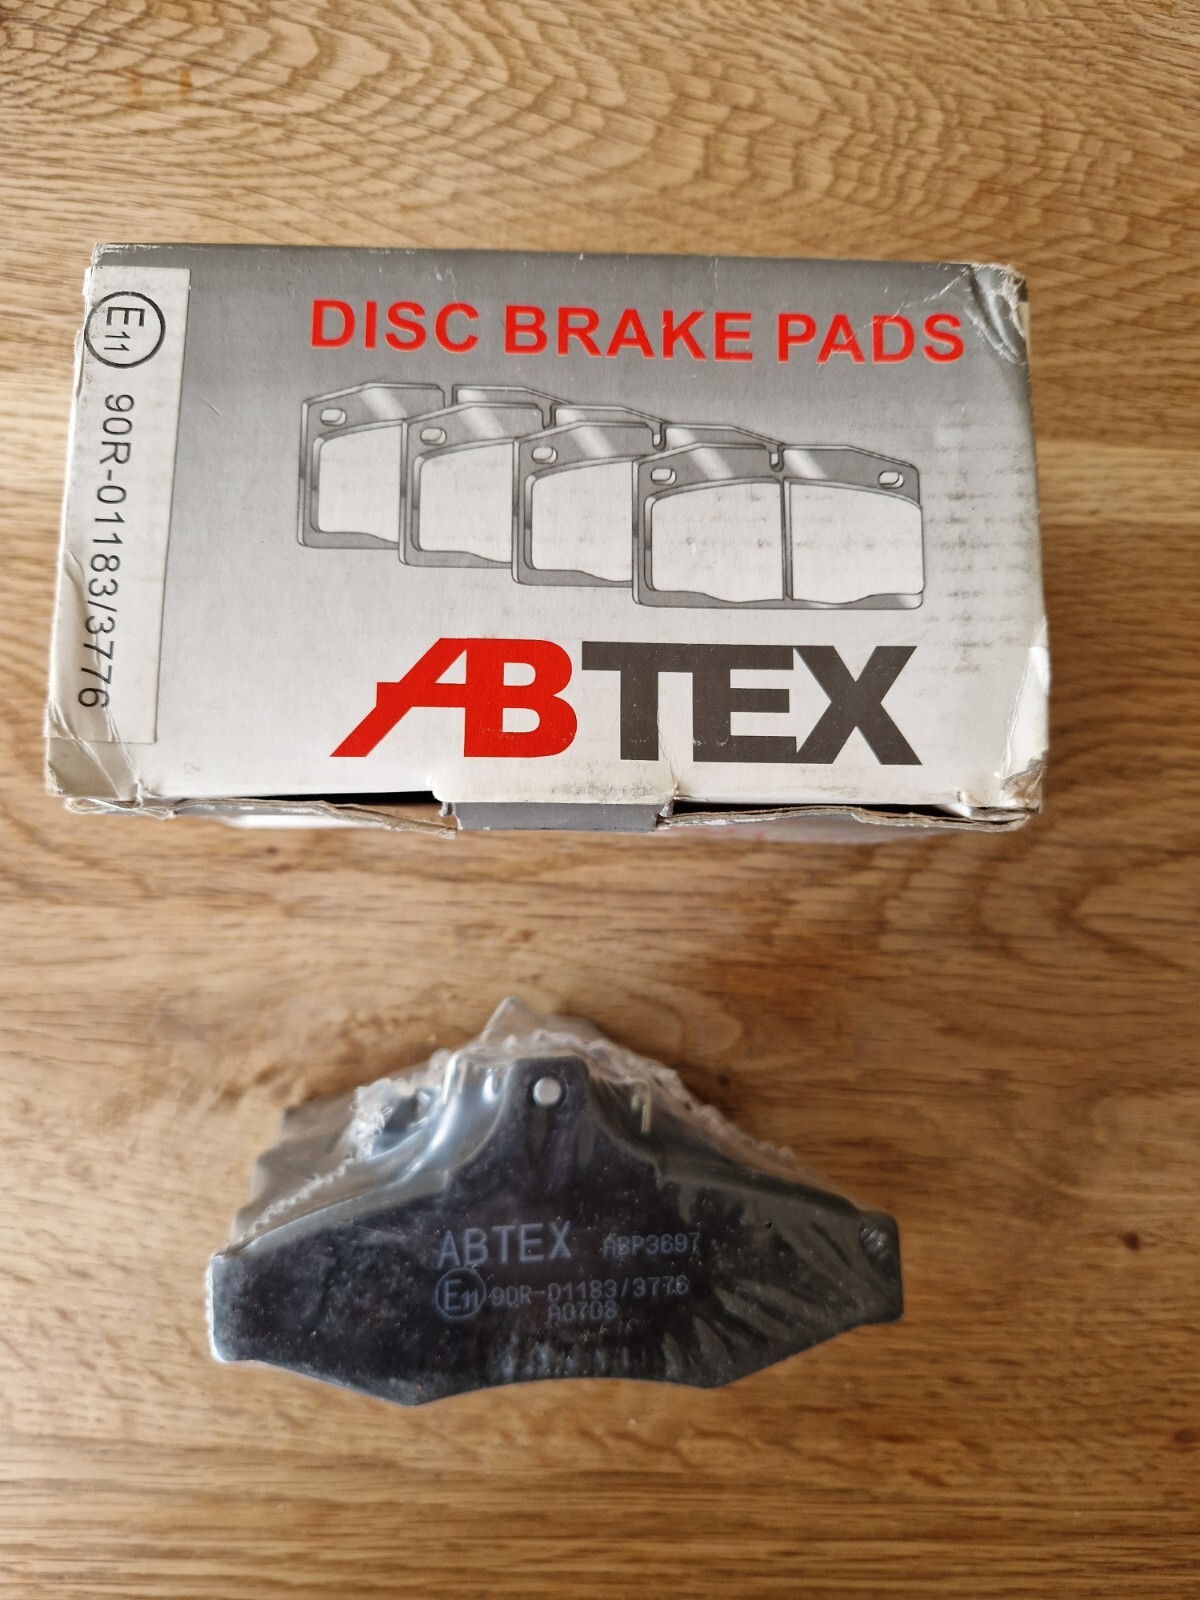 DISC BRAKE PADS
E11 90R-01183/3776
ABTEX
ABTEX ABP3697
E11 90R-01183/3776
A0708